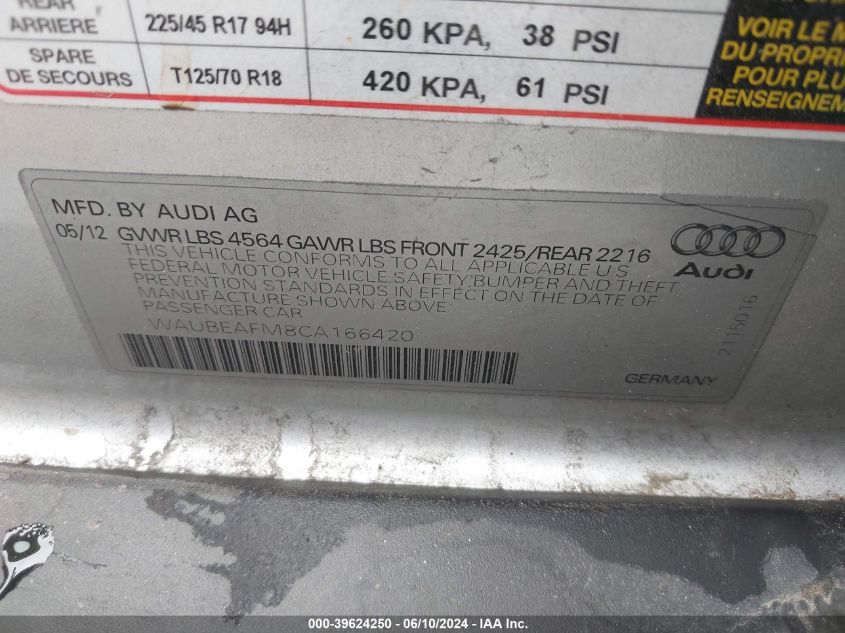 REAR
ARRIERE 225/45 R17 94H 260 KPA, 38 PSI
SPARE
DE SECOURS T125/70 R18 420 KPA, 61 PSI
VOIR LE M
DU PROPRI
POUR PLU
RENSEIGNEM
MFD. BY AUDI AG
05/12 GVWR LBS 4564 GAWR LBS FRONT 2425/REAR 2216
THIS VEHICLE CONFORMS TO ALL APPLICABLE U S
FEDERAL MOTOR VEHICLE SAFETY,BUMPER AND THEFT
PREVENTION STANDARDS IN EFFECT ON THE DATE OF
MANUFACTURE SHOWN ABOVE.
PASSENGER CAR
WAUBEAFM8CA166420
Audi
2115016
GERMANY
000-39624250 - 06/10/2024 - IAA Inc.